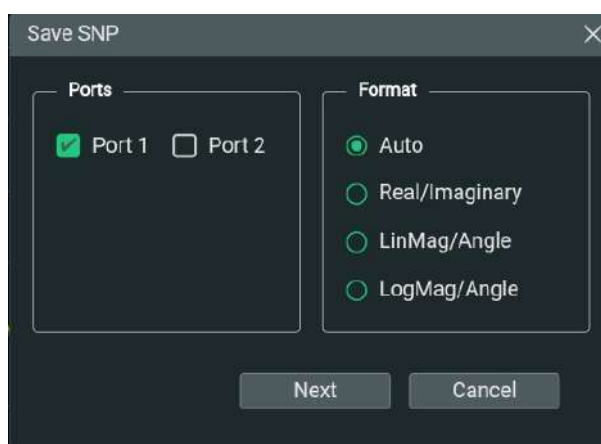 Save SNP
Ports
Port 1 Port 2
Format
Auto
Real/Imaginary
LinMag/Angle
LogMag/Angle
Next Cancel